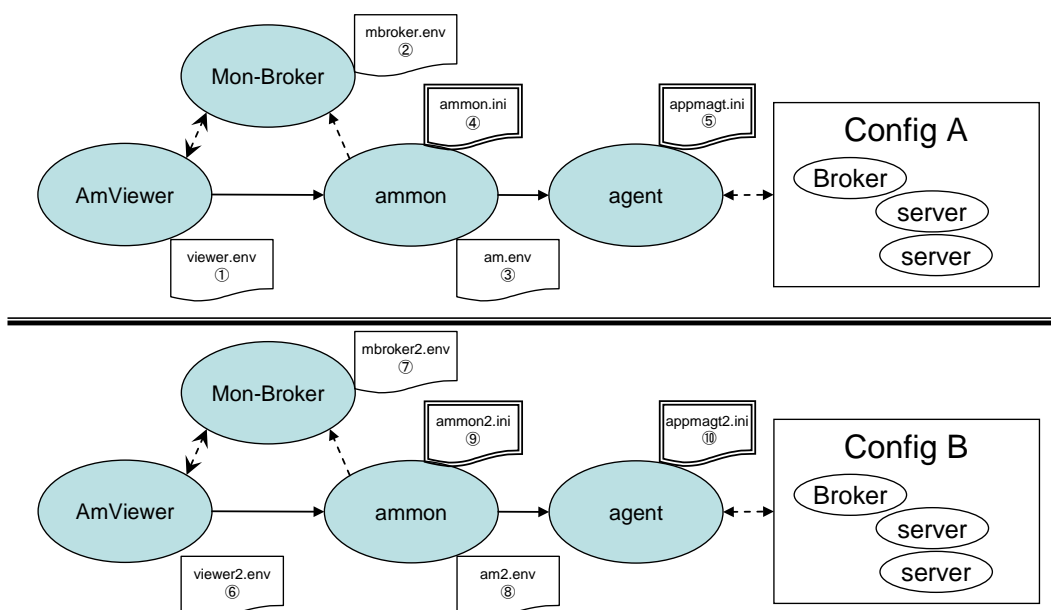 mbroker.env
②
Mon-Broker
ammon.ini
④
appmagt.ini
⑤
Config A
Broker
server
server
AmViewer
ammon
agent
viewer.env
①
am.env
③
mbroker2.env
⑦
Mon-Broker
ammon2.ini
⑨
appmagt2.ini
⑩
Config B
Broker
server
server
AmViewer
ammon
agent
viewer2.env
⑥
am2.env
⑧